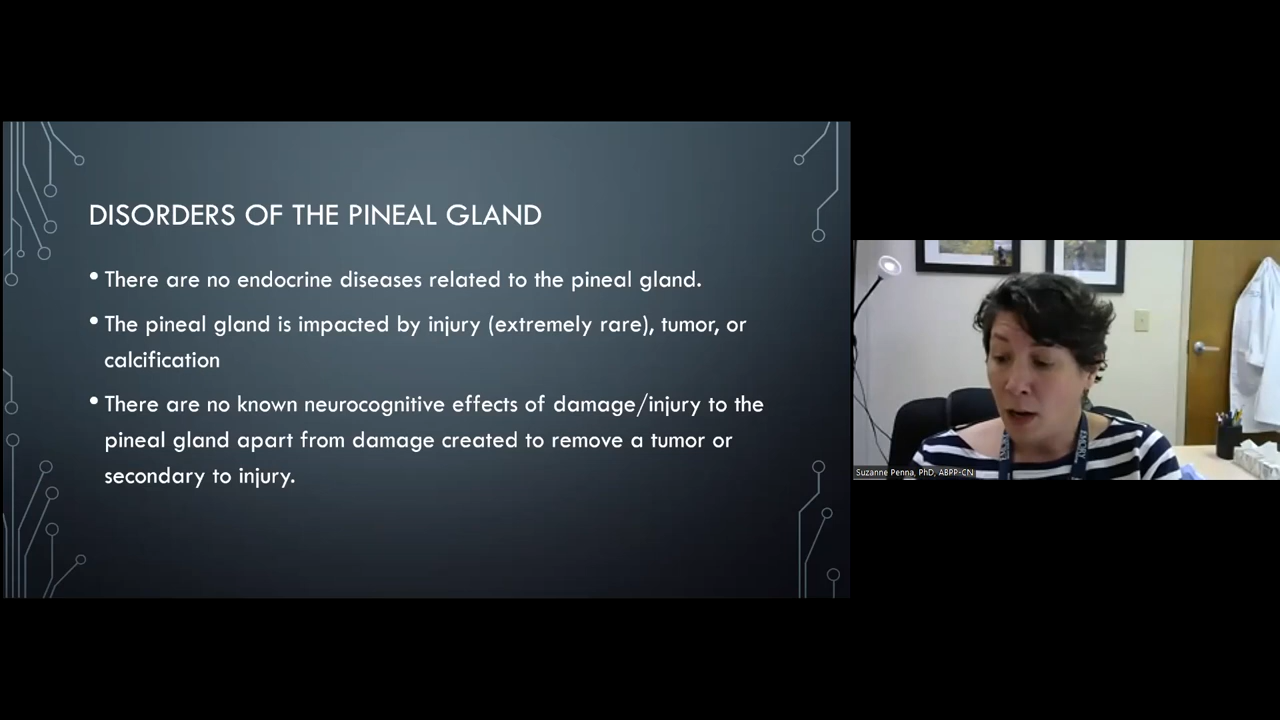 DISORDERS OF THE PINEAL GLAND
• There are no endocrine diseases related to the pineal gland.
• The pineal gland is impacted by injury (extremely rare), tumor, or
calcification
• There are no known neurocognitive effects of damage/injury to the
pineal gland apart from damage created to remove a tumor or
secondary to injury.
EMORY
Suzanne Penna, PhD, ABPP-CN